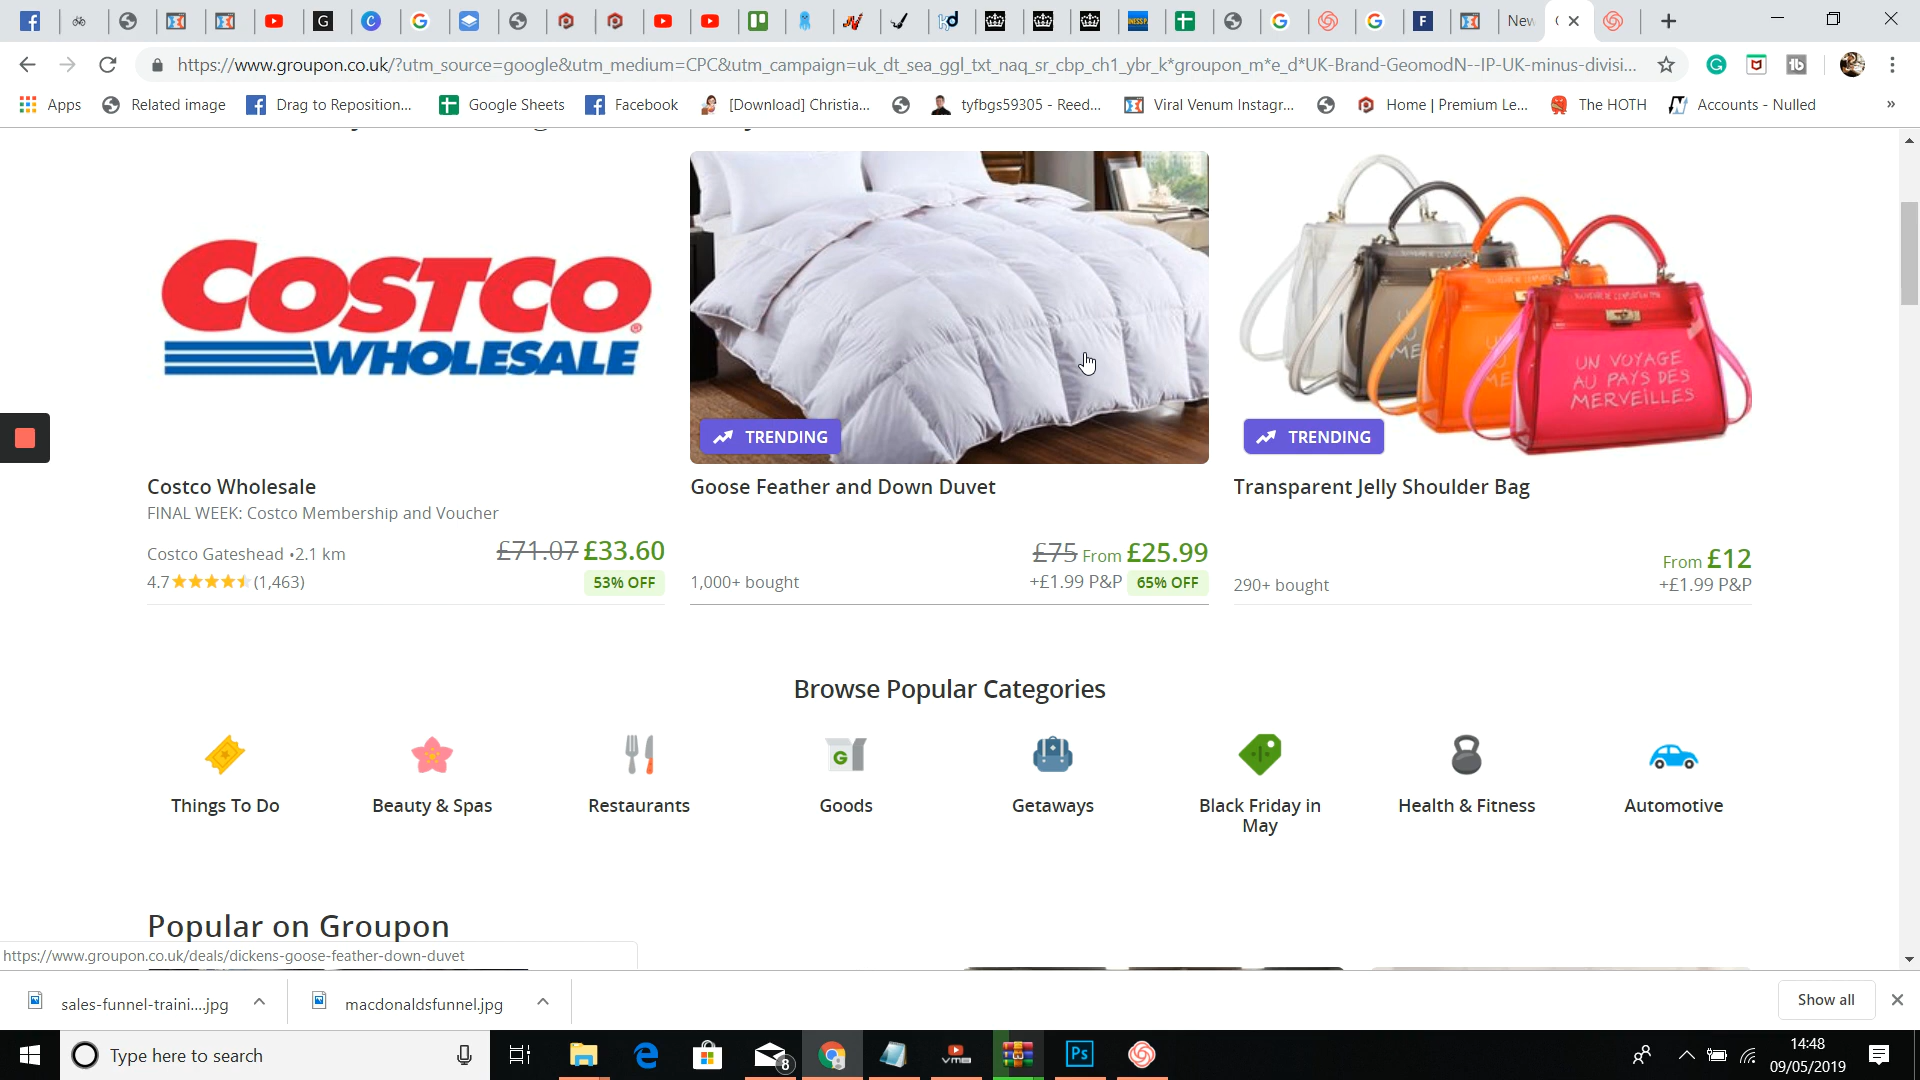 New
https://www.groupon.co.uk/?utm_source=google&utm_medium=CPC&utm_campaign=uk_dt_sea_ggl_txt_naq_sr_cbp_ch1_ybr_k*groupon_m*e_d*UK-Brand-GeomodN--IP-UK-minus-divisi...
Apps Related image Drag to Reposition... Google Sheets Facebook [Download] Christia... tyfbgs59305 - Reed... Viral Venum Instagr... Home | Premium Le... The HOTH Accounts - Nulled »
COSTCO
WHOLESALE
UN VOYAGE
AU PAYS DES
MERVEILLES
TRENDING
TRENDING
Costco Wholesale
FINAL WEEK: Costco Membership and Voucher
Costco Gateshead •2.1 km
£71.07 £33.60
4.7 (1,463)
53% OFF
Goose Feather and Down Duvet
£75 From £25.99
1,000+ bought
+£1.99 P&P 65% OFF
Transparent Jelly Shoulder Bag
From £12
290+ bought
+£1.99 P&P
Browse Popular Categories
Things To Do
Beauty & Spas
Restaurants
Goods
Getaways
Black Friday in
May
Health & Fitness
Automotive
Popular on Groupon
https://www.groupon.co.uk/deals/dickens-goose-feather-down-duvet
sales-funnel-traini....jpg
macdonaldsfunnel.jpg
Show all
Type here to search
8
Ps
14:48
09/05/2019